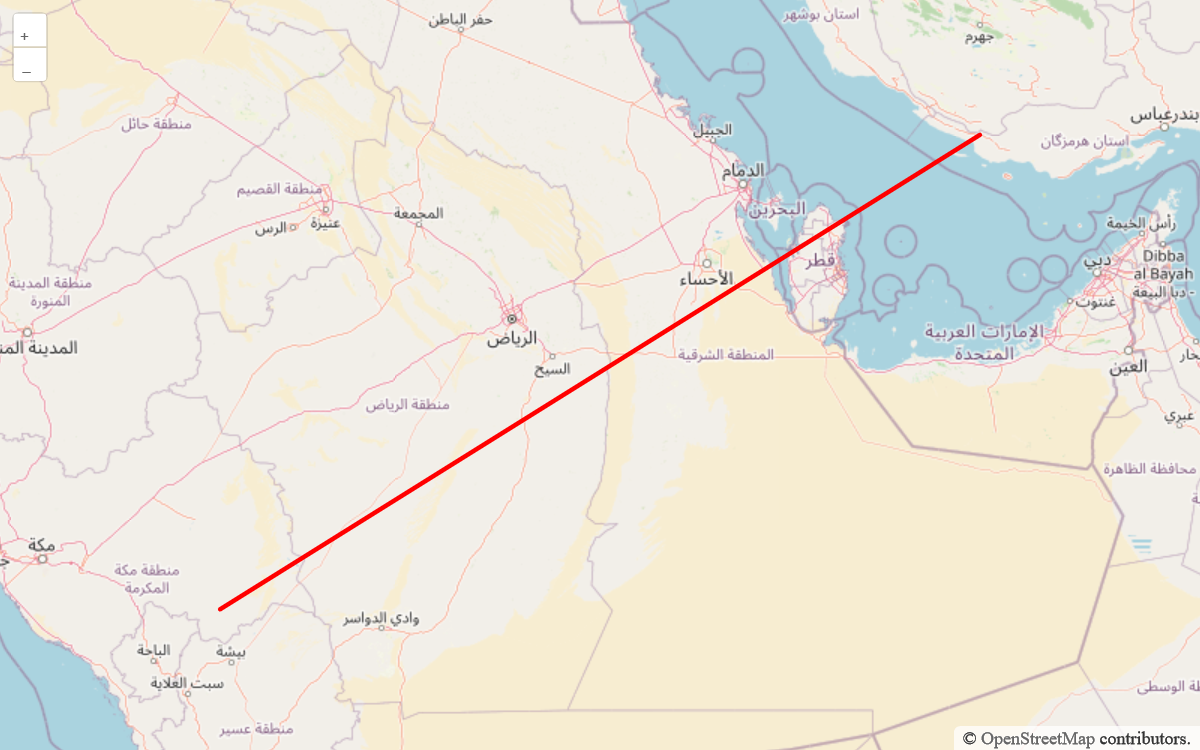 +
–
حفر الباطن
استان بوشهر
جهرم
منطقة حائل
الجبيل
بندرعباس
استان هرمزگان
الدمام
منطقة القصيم
البحرين
المجمعة
عنيزة
الرس
رأس الخيمة
قطر
دبي
Dibba
al Bayah
- دبا البيعة
الأحساء
منطقة المدينة
المنورة
غنتوت
الرياض
الإمارات العربية
المتحدة
المدينة
المنطقة الشرقية
السيح
العين
منطقة الرياض
عبري
محافظة الظاهرة
مكة
منطقة مكة
المكرمة
وادي الدواسر
الباحة
بيشة
سبت العلاية
الوسطى
منطقة عسير
© OpenStreetMap contributors.